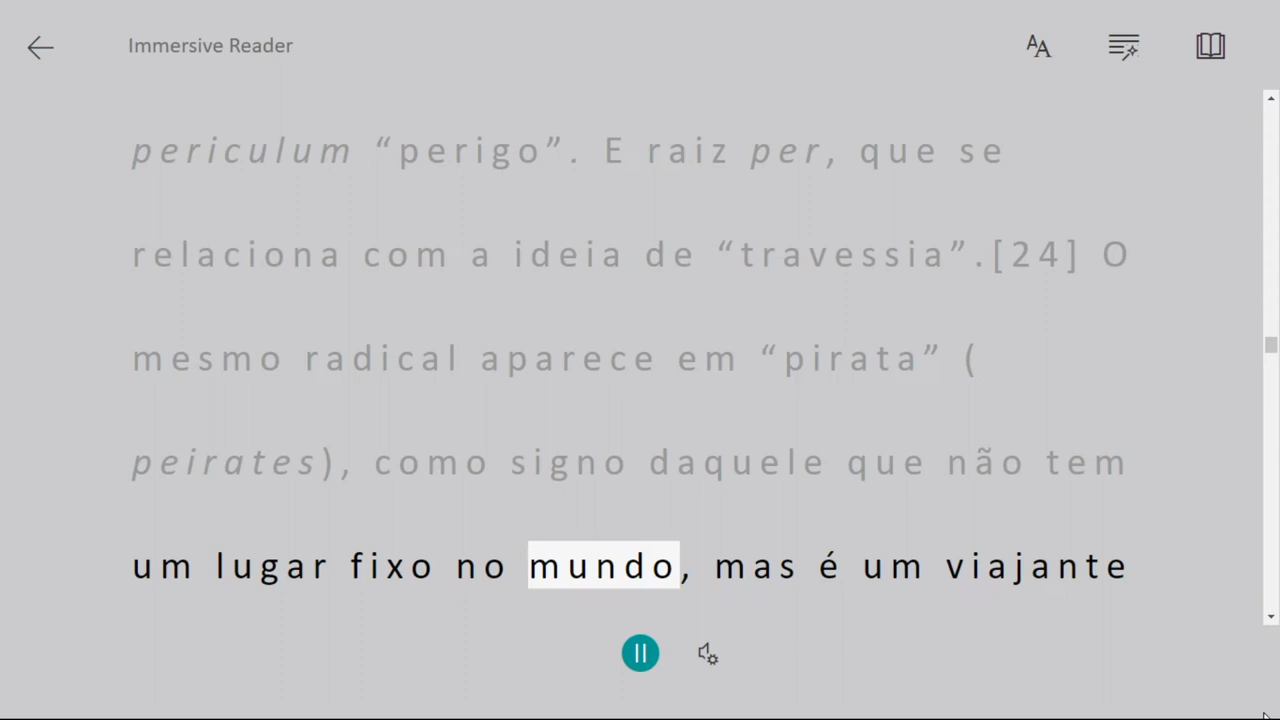 Immersive Reader
periculum “perigo”. E raiz per, que se
relaciona com a ideia de “travessia”.[24] O
mesmo radical aparece em “pirata” (
peirates), como signo daquele que não tem
um lugar fixo no mundo, mas é um viajante